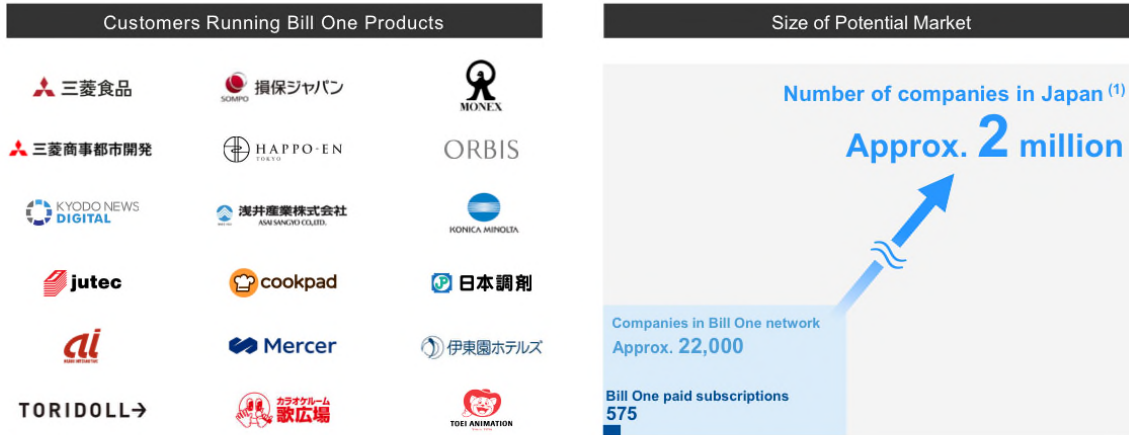 Customers Running Bill One Products
三菱食品
SOMPO
損保ジャパン
MONEX
三菱商事都市開発
HAPPO-EN
TOKYO
ORBIS
KYODO NEWS
DIGITAL
浅井産業株式会社
ASAI SANGYO CO.,LTD.
KONICA MINOLTA
jutec
cookpad
日本調剤
ai
Mercer
伊東園ホテルズ
TORIDOLL→
カラオケルーム
歌広場
TOEI ANIMATION
Size of Potential Market
Number of companies in Japan (1)
Approx. 2 million
Companies in Bill One network
Approx. 22,000
Bill One paid subscriptions
575